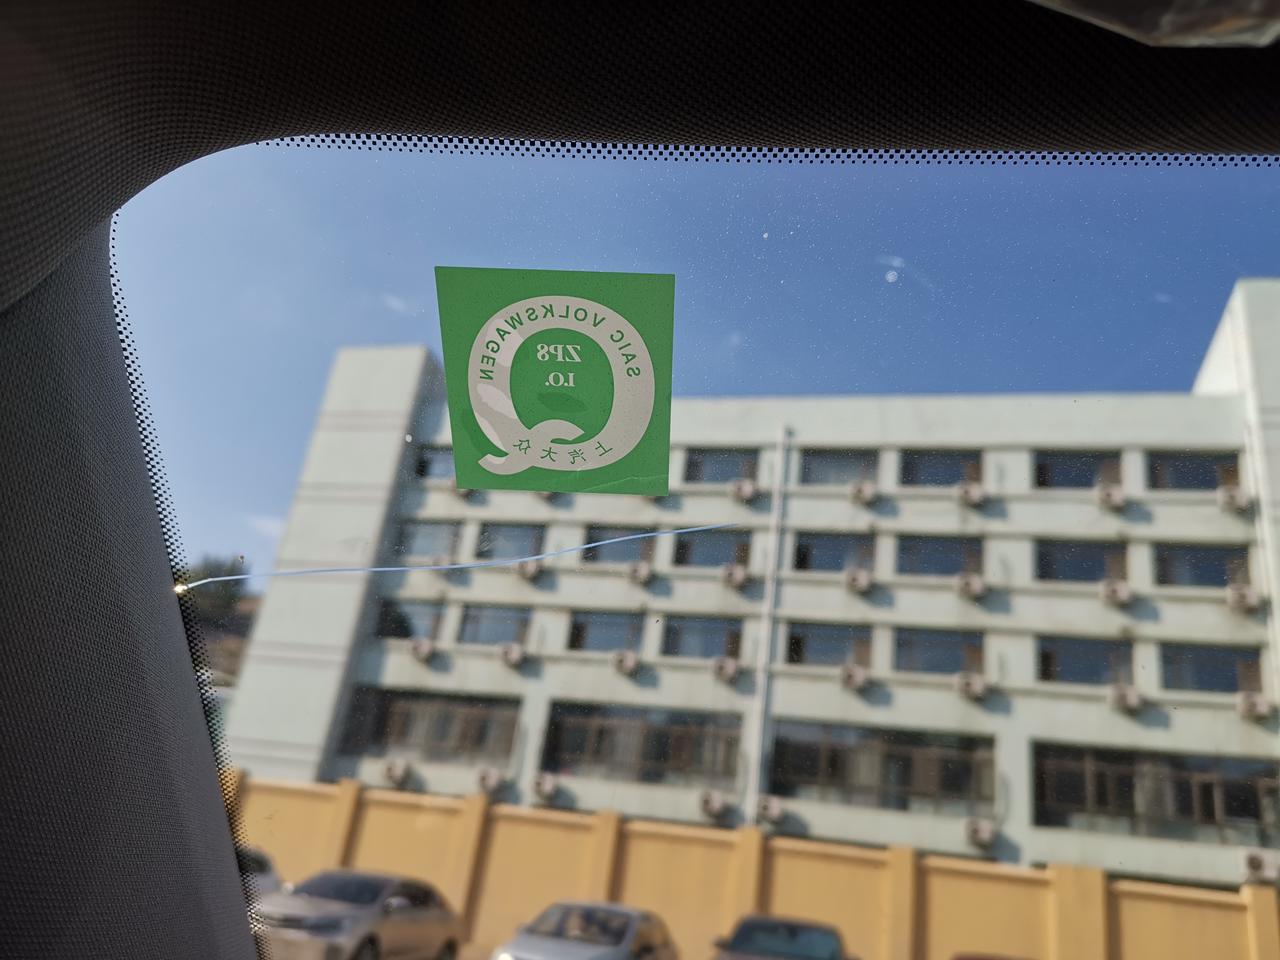 SAIC VOLKSWAGEN
ZP8
I.O.
上汽大众